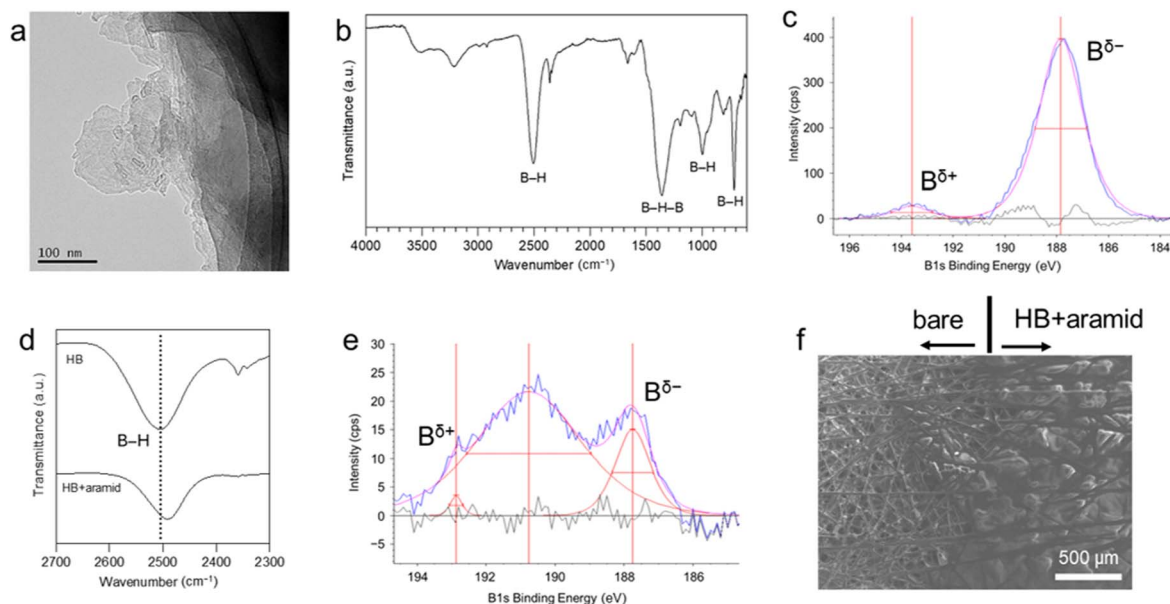 a
100 nm
b
Transmittance (a.u.)
B–H
B–H–B
B–H
B–H
4000 3500 3000 2500 2000 1500 1000
Wavenumber (cm⁻¹)
c
Intensity (cps)
400
300
200
100
0
Bδ+
Bδ−
196 194 192 190 188 186 184
B1s Binding Energy (eV)
d
Transmittance (a.u.)
HB
B–H
HB+aramid
2700 2600 2500 2400 2300
Wavenumber (cm⁻¹)
e
Intensity (cps)
30
25
20
15
10
5
0
−5
Bδ+
Bδ−
194 192 190 188 186
B1s Binding Energy (eV)
f
bare
HB+aramid
500 µm